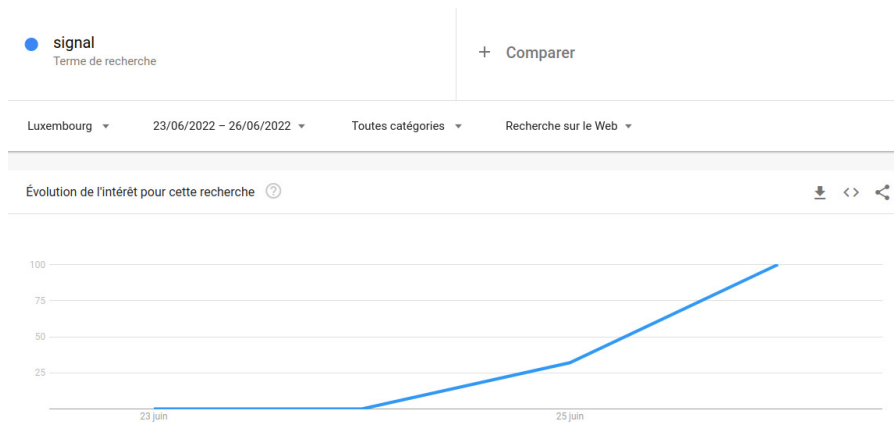 signal
Terme de recherche
+ Comparer
Luxembourg 23/06/2022 – 26/06/2022 Toutes catégories Recherche sur le Web
Évolution de l'intérêt pour cette recherche ?
100
75
50
25
23 juin 25 juin